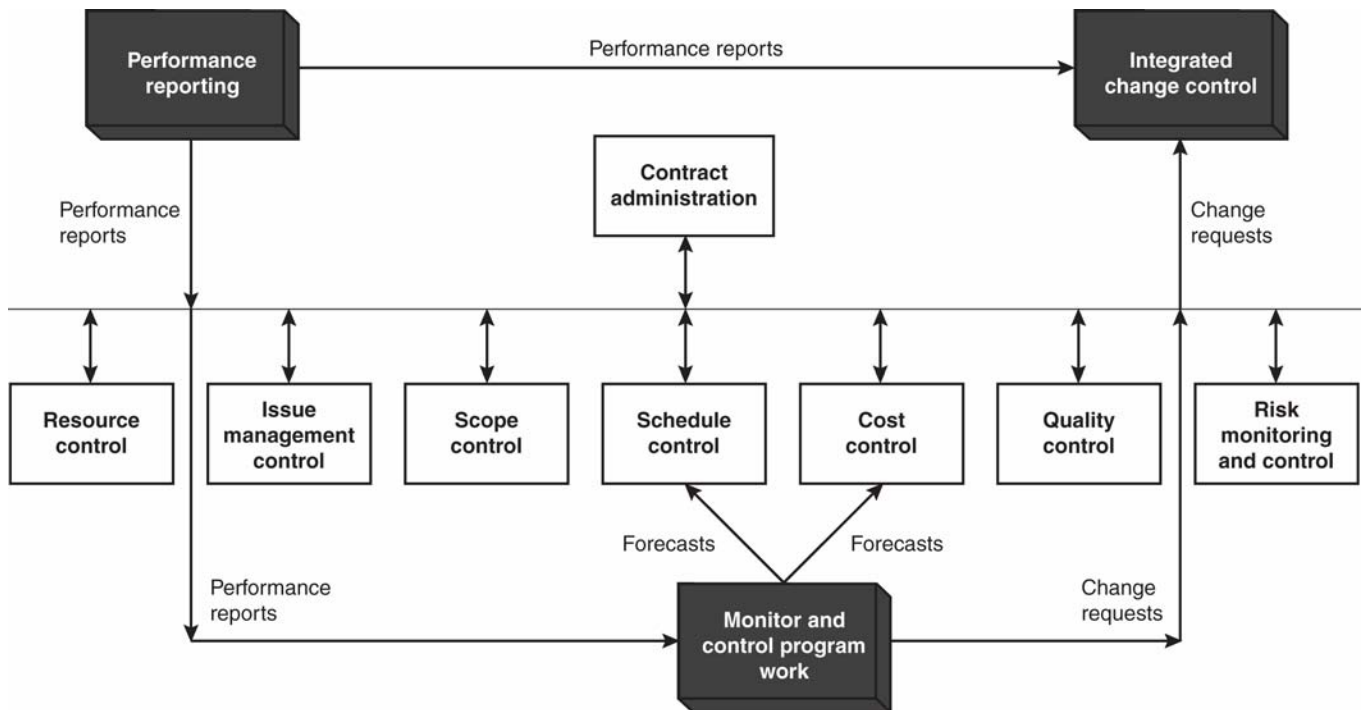 Performance
reporting
Performance reports
Integrated
change control
Contract
administration
Performance
reports
Change
requests
Resource
control
Issue
management
control
Scope
control
Schedule
control
Cost
control
Quality
control
Risk
monitoring
and control
Forecasts
Forecasts
Performance
reports
Monitor and
control program
work
Change
requests